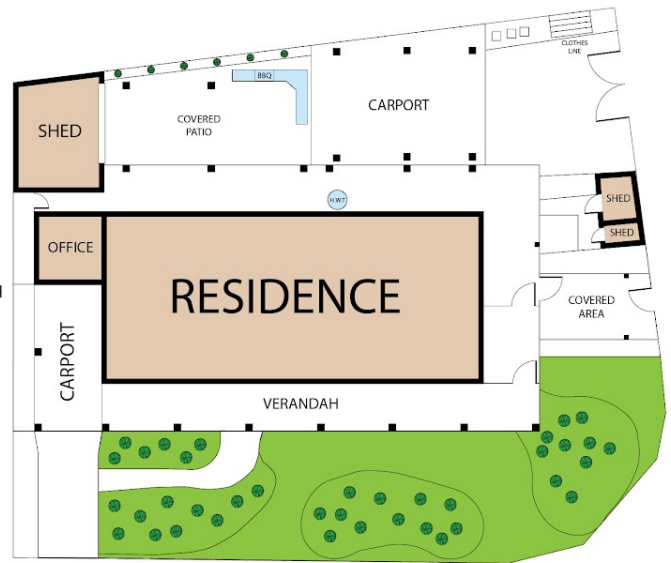 CLOTHES
LINE
BBQ
CARPORT
COVERED
PATIO
SHED
H.W.T
SHED
SHED
OFFICE
RESIDENCE
COVERED
AREA
CARPORT
VERANDAH